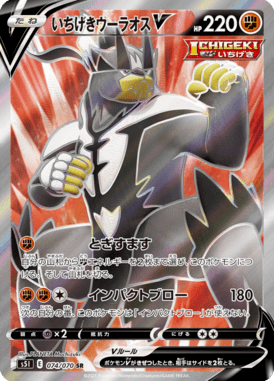 たね いちげきウーラオスV HP 220
ICHIGEKI
いちげき
とぎすます
自分の山札から
エネルギーを2枚まで選び、このポケモンにつ
ける。そして山札を切る。
インパクトブロー 180
次の自分の番、このポケモンは「インパクトブロー」が使えない。
弱点 ×2 抵抗力 にげる
s5I E 074/070 SR
Vルール
ポケモンVがきぜつしたとき、相手はサイドを2枚とる。